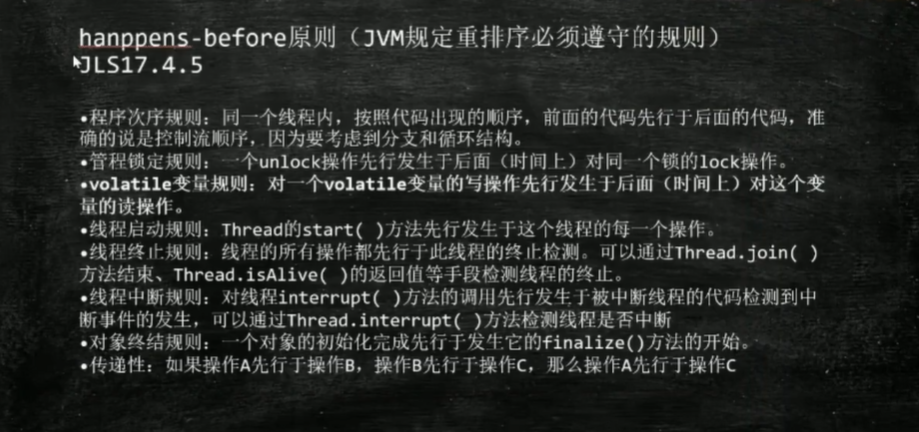 hanppens-before原则（JVM规定重排序必须遵守的规则）
JLS17.4.5
•程序次序规则：同一个线程内，按照代码出现的顺序，前面的代码先行于后面的代码，准
确的说是控制流顺序，因为要考虑到分支和循环结构。
•管程锁定规则：一个unlock操作先行发生于后面（时间上）对同一个锁的lock操作。
•volatile变量规则：对一个volatile变量的写操作先行发生于后面（时间上）对这个变
量的读操作。
•线程启动规则：Thread的start( )方法先行发生于这个线程的每一个操作。
•线程终止规则：线程的所有操作都先行于此线程的终止检测。可以通过Thread.join( )
方法结束、Thread.isAlive( )的返回值等手段检测线程的终止。
•线程中断规则：对线程interrupt( )方法的调用先行发生于被中断线程的代码检测到中
断事件的发生，可以通过Thread.interrupt( )方法检测线程是否中断
•对象终结规则：一个对象的初始化完成先行于发生它的finalize()方法的开始。
•传递性：如果操作A先行于操作B，操作B先行于操作C，那么操作A先行于操作C